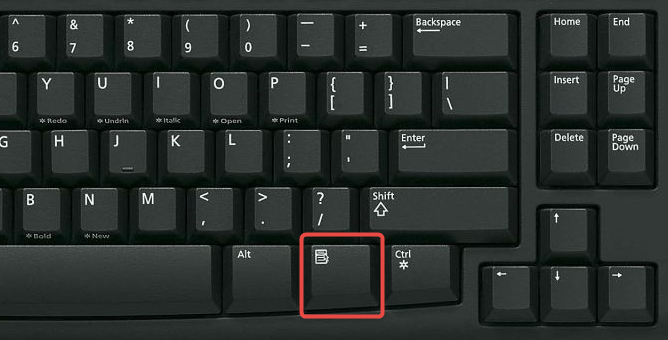 ^ & * ( ) — + Backspace Home End
6 7 8 9 0 - =
Y U I O P { } | Insert Page Up
[ ] \
Redo Undrln Italic Open Print
G H J K L : " Enter Delete Page Down
; '
B N M < > ? Shift
, . /
Bold New
Alt Ctrl